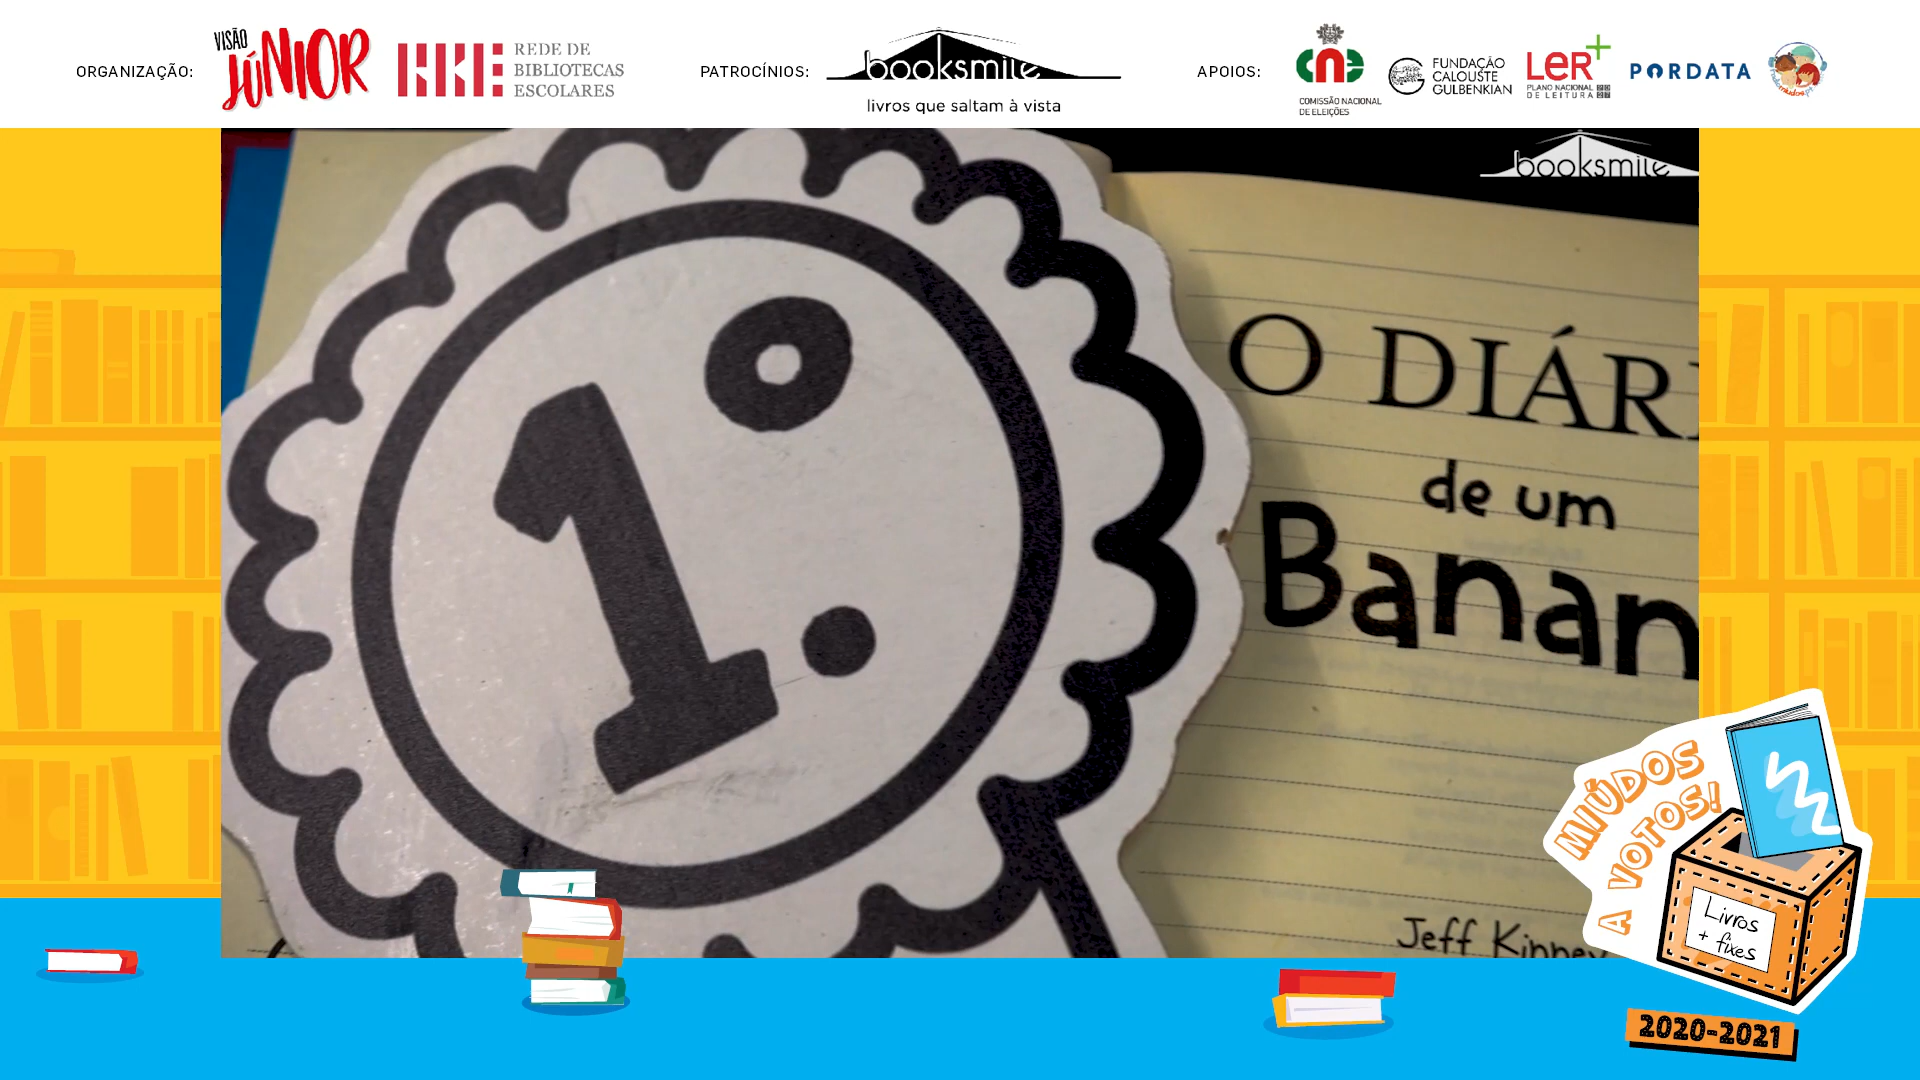 ORGANIZAÇÃO:
VISÃO
JÚNIOR
REDE DE
BIBLIOTECAS
ESCOLARES
PATROCÍNIOS:
booksmile
livros que saltam à vista
APOIOS:
cne
COMISSÃO NACIONAL
DE ELEIÇÕES
FUNDAÇÃO
CALOUSTE
GULBENKIAN
LER+
PLANO NACIONAL
DE LEITURA
PORDATA
booksmile
1.º
O DIÁR
de um
Banan
Jeff Kinney
MIÚDOS
A VOTOS!
Livros
+ fixes
2020-2021